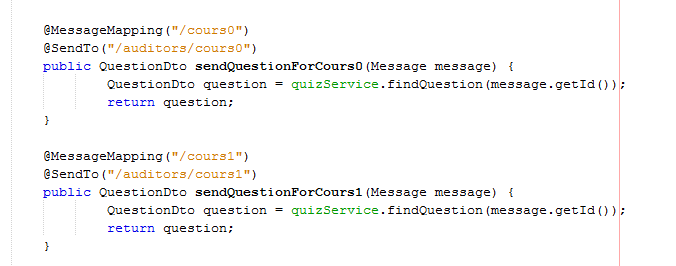 @MessageMapping("/cours0")
@SendTo("/auditors/cours0")
public QuestionDto sendQuestionForCours0(Message message) {
QuestionDto question = quizService.findQuestion(message.getId());
return question;
}
@MessageMapping("/cours1")
@SendTo("/auditors/cours1")
public QuestionDto sendQuestionForCours1(Message message) {
QuestionDto question = quizService.findQuestion(message.getId());
return question;
}